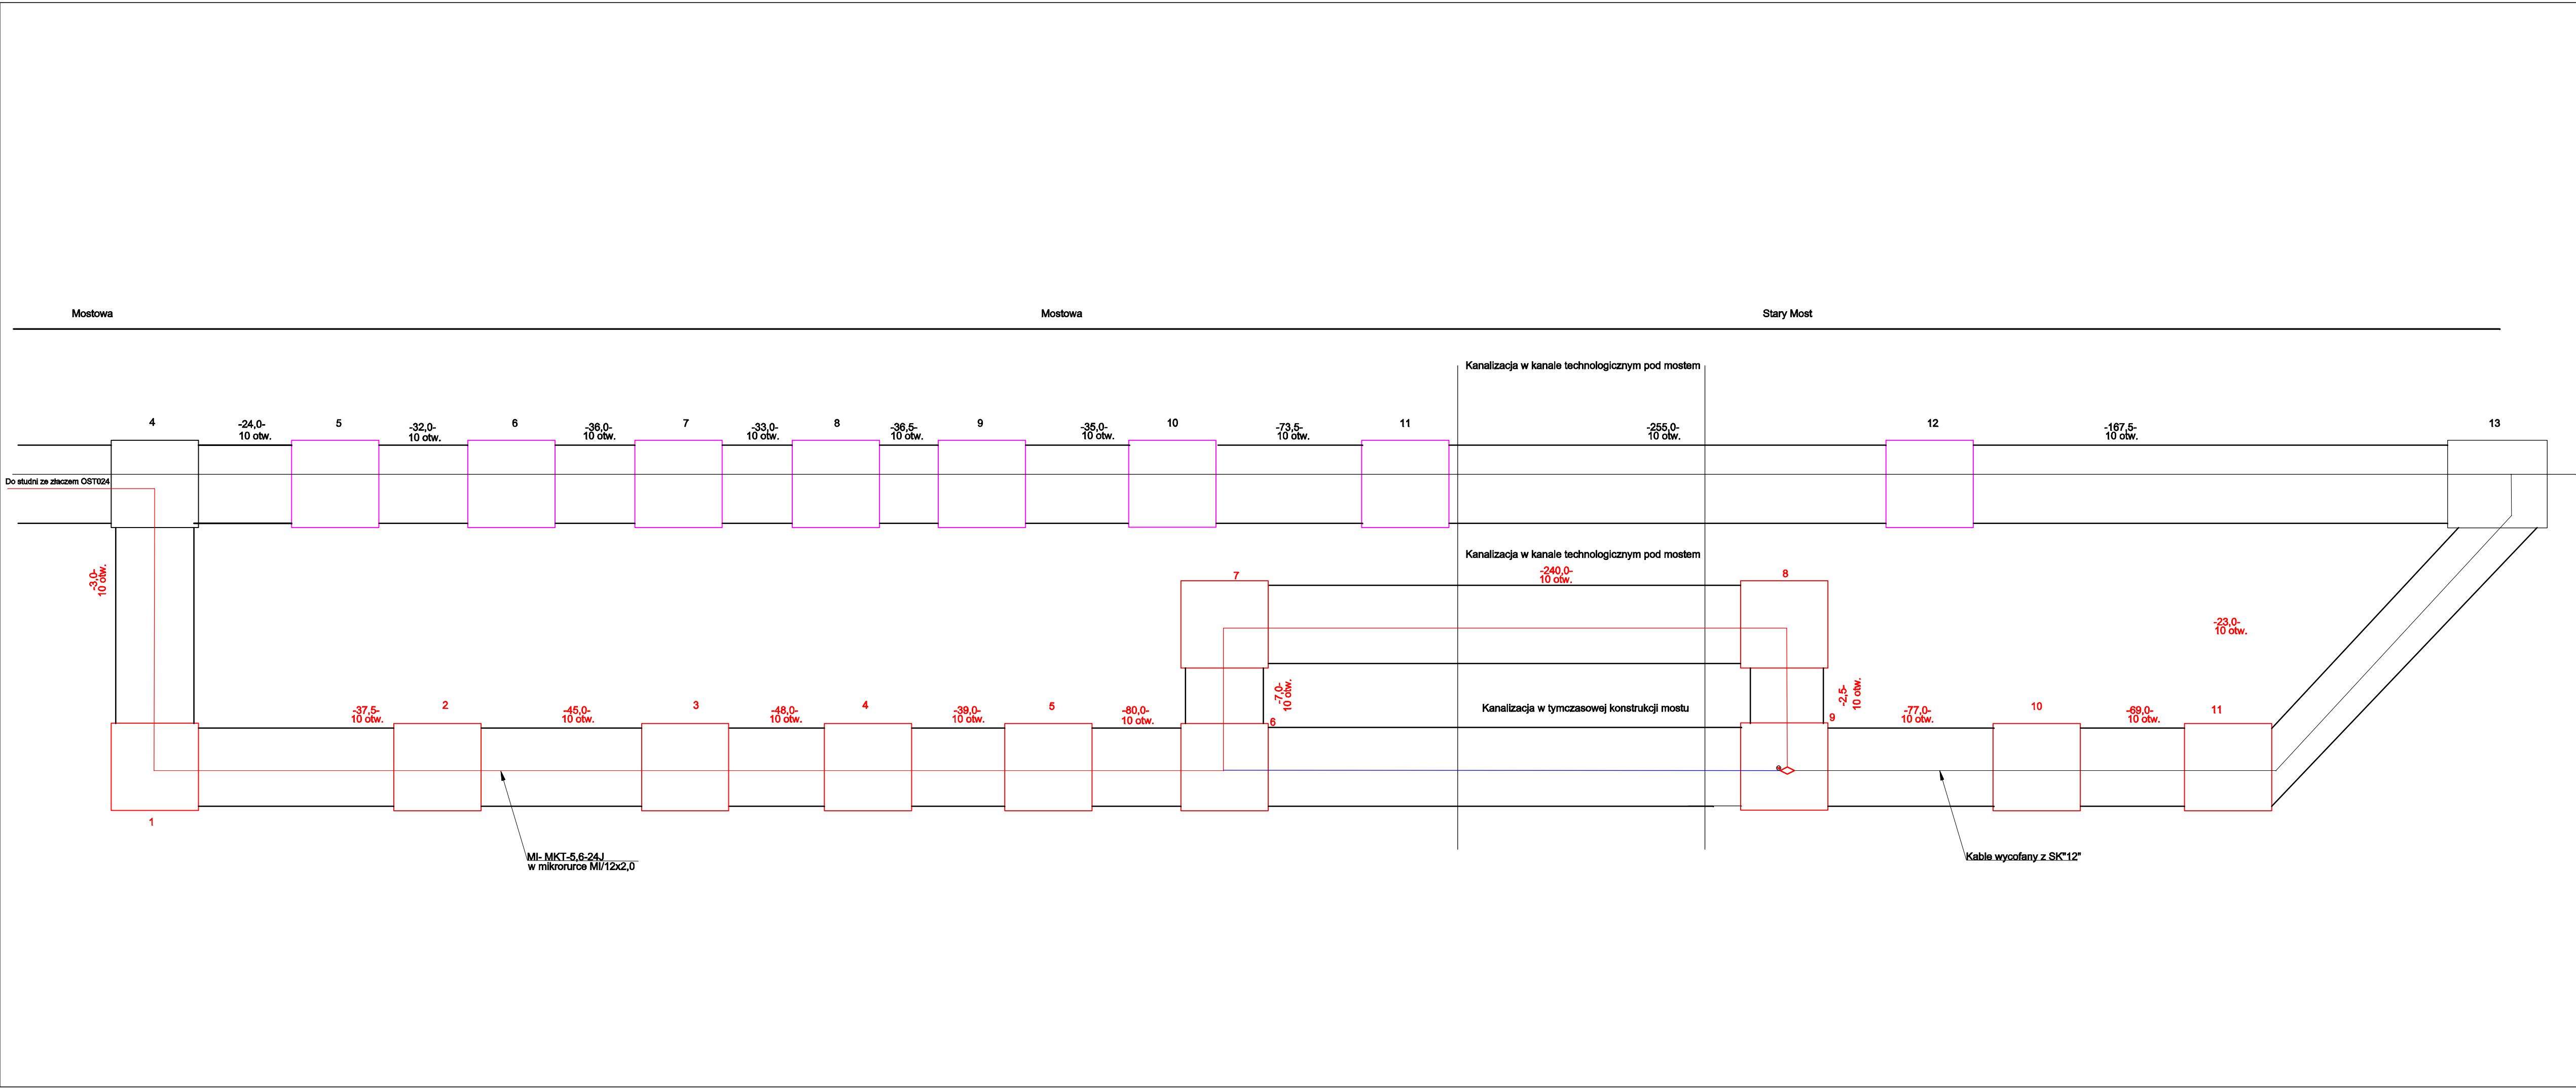 Mostowa
Mostowa
Stary Most
Kanalizacja w kanale technologicznym pod mostem
4
-24,0-
10 otw.
5
-32,0-
10 otw.
6
-36,0-
10 otw.
7
-33,0-
10 otw.
8
-36,5-
10 otw.
9
-35,0-
10 otw.
10
-73,5-
10 otw.
11
-255,0-
10 otw.
12
-167,5-
10 otw.
13
Do studni ze złaczem OST024
Kanalizacja w kanale technologicznym pod mostem
-3,0-
10 otw.
7
-240,0-
10 otw.
8
-23,0-
10 otw.
-7,0-
10 otw.
-2,5-
10 otw.
Kanalizacja w tymczasowej konstrukcji mostu
-37,5-
10 otw.
2
-45,0-
10 otw.
3
-48,0-
10 otw.
4
-39,0-
10 otw.
5
-80,0-
10 otw.
6
9
-77,0-
10 otw.
10
-69,0-
10 otw.
11
1
MI- MKT-5,6-24J
w mikrorurce MI/12x2,0
Kable wycofany z SK"12"